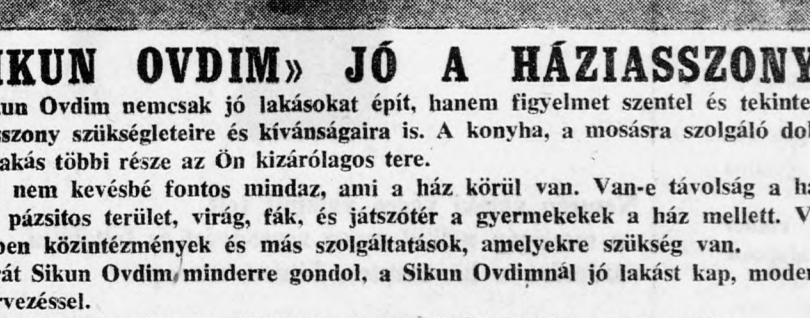 IKUN OVDIM» JÓ A HÁZIASSZONY
un Ovdim nemcsak jó lakásokat épít, hanem figyelmet szentel és tekinte
sszony szükségleteire és kívánságaira is. A konyha, a mosásra szolgáló do
akás többi része az Ön kizárólagos tere.
nem kevésbé fontos mindaz, ami a ház körül van. Van-e távolság a h
pázsitos terület, virág, fák, és játszótér a gyermekekek a ház mellett. V
ben közintézmények és más szolgáltatások, amelyekre szükség van.
át Sikun Ovdim minderre gondol, a Sikun Ovdimnál jó lakást kap, moder
rvezéssel.